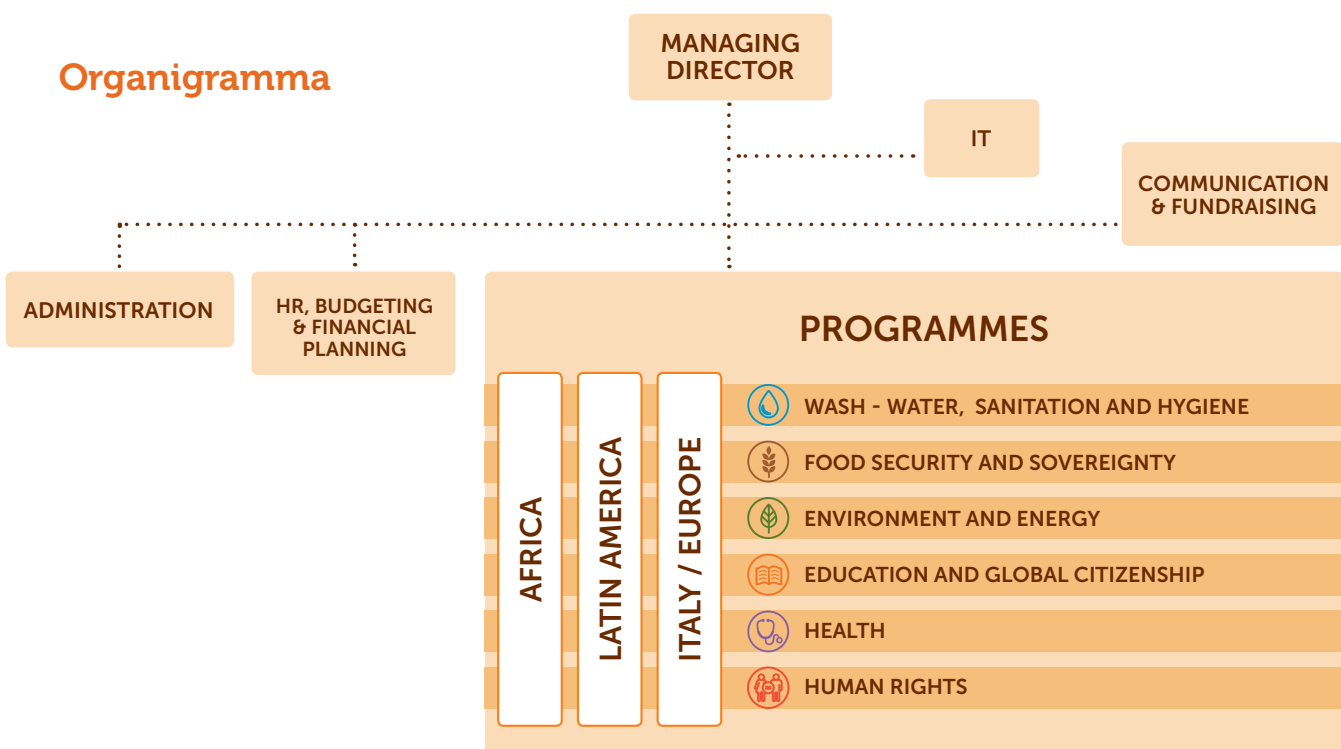 Organigramma
MANAGING
DIRECTOR
IT
COMMUNICATION
& FUNDRAISING
ADMINISTRATION
HR, BUDGETING
& FINANCIAL
PLANNING
PROGRAMMES
AFRICA
LATIN AMERICA
ITALY / EUROPE
WASH - WATER, SANITATION AND HYGIENE
FOOD SECURITY AND SOVEREIGNTY
ENVIRONMENT AND ENERGY
EDUCATION AND GLOBAL CITIZENSHIP
HEALTH
HUMAN RIGHTS